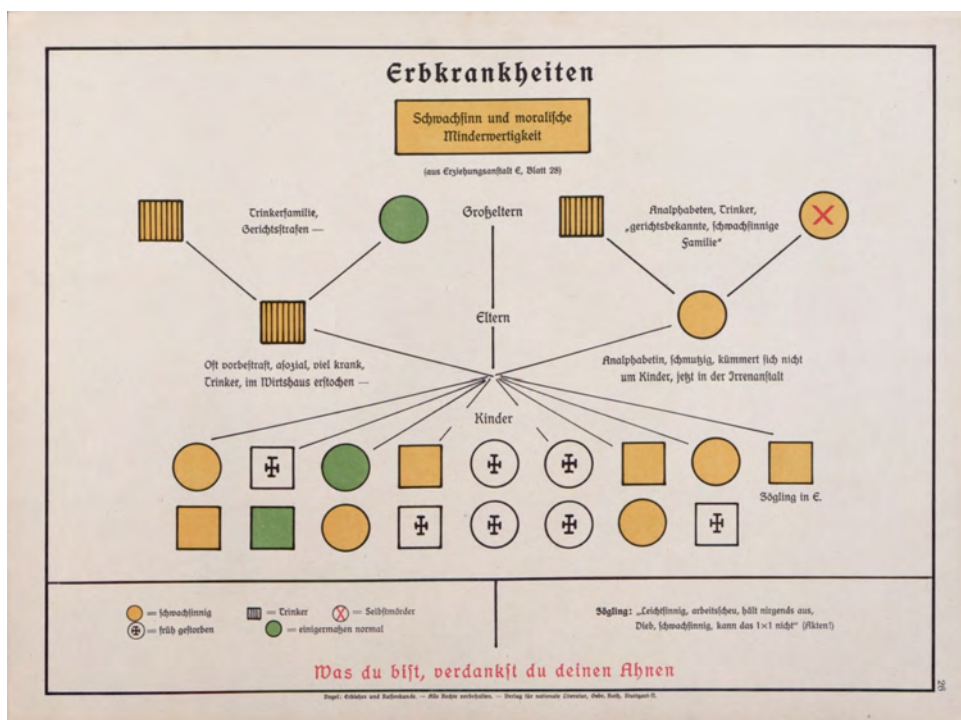 Erbkrankheiten
Schwachsinn und moralische
Minderwertigkeit
(aus Erziehungsanstalt E, Blatt 28)
Trinkerfamilie,
Gerichtsstrafen —
Großeltern
Analphabeten, Trinker,
„gerichtsbekannte, schwachsinnige
Familie“
Eltern
Oft vorbestraft, asozial, viel krank,
Trinker, im Wirtshaus erstochen —
Analphabetin, schmutzig, kümmert sich nicht
um Kinder, jetzt in der Irrenanstalt
Kinder
Zögling in E.
= schwachsinnig
= Trinker
= Selbstmörder
= früh gestorben
= einigermaßen normal
Zögling: „Leichtsinnig, arbeitsscheu, hält nirgends aus,
Dieb, schwachsinnig, kann das 1×1 nicht“ (Akten!)
Was du bist, verdankst du deinen Ahnen
Vogel: Erblehre und Rassenkunde. — Alle Rechte vorbehalten. — Verlag für nationale Literatur, Gebr. Rath, Stuttgart-N.
26